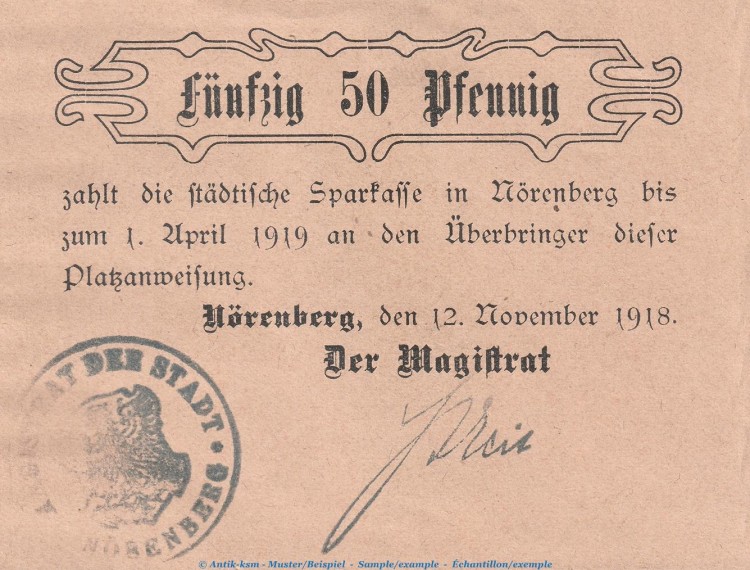 Fünfzig 50 Pfennig
zahlt die städtische Sparkasse in Nörenberg bis
zum 1. April 1919 an den Überbringer dieser
Platzanweisung.
Nörenberg, den 12. November 1918.
Der Magistrat
DER STADT * NÖRENBERG
© Antik-ksm - Muster/Beispiel - Sample/example - Échantillon/exemple